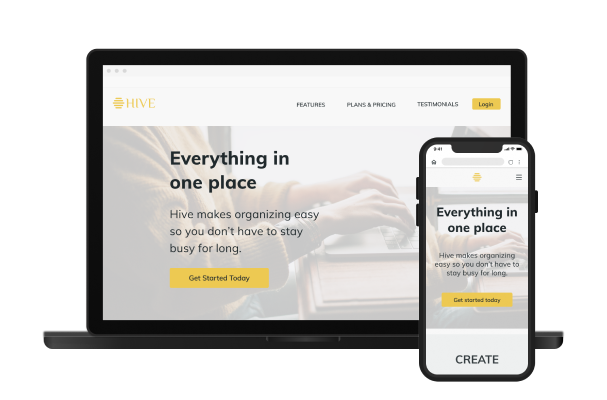 HIVE
FEATURES
PLANS & PRICING
TESTIMONIALS
Login
Everything in
one place
Hive makes organizing easy
so you don't have to stay
busy for long.
Get Started Today
9:41
Everything in
one place
Hive makes organizing
easy so you don't have to
stay busy for long.
Get started today
CREATE